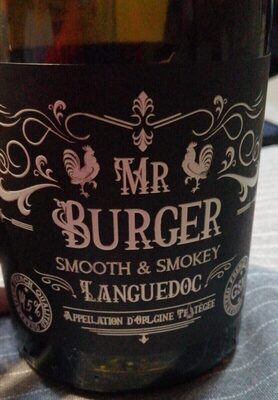 MR
BURGER
SMOOTH & SMOKEY
LANGUEDOC
APPELLATION D'ORIGINE PROTÉGÉE